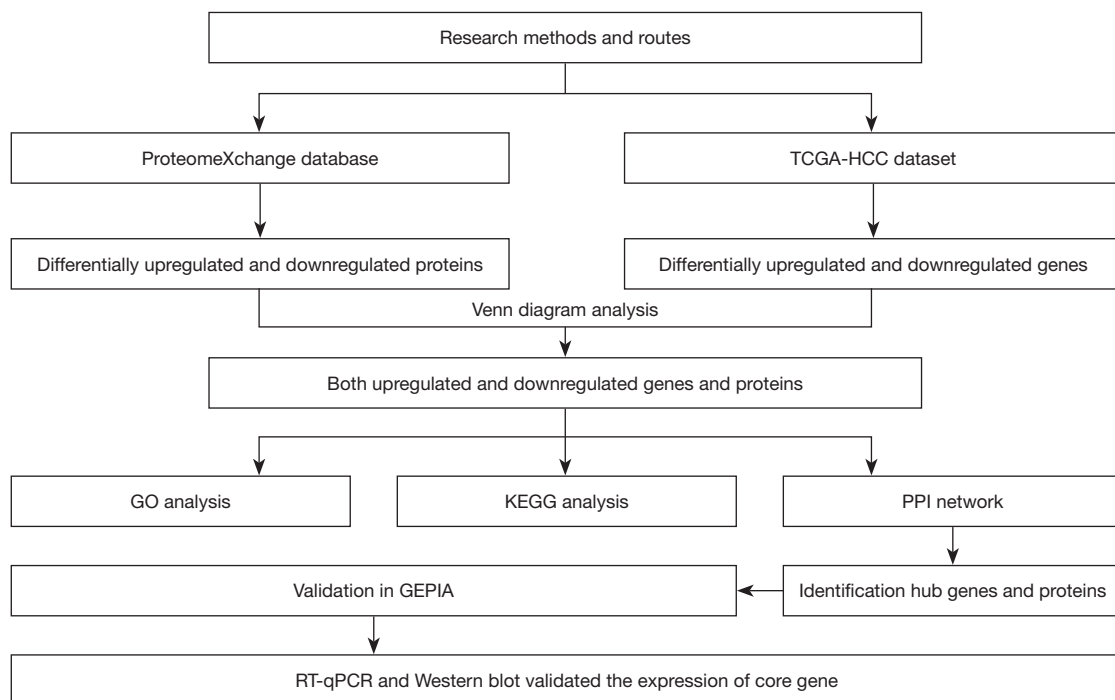 Research methods and routes
ProteomeXchange database
TCGA-HCC dataset
Differentially upregulated and downregulated proteins
Differentially upregulated and downregulated genes
Venn diagram analysis
Both upregulated and downregulated genes and proteins
GO analysis
KEGG analysis
PPI network
Validation in GEPIA
Identification hub genes and proteins
RT-qPCR and Western blot validated the expression of core gene